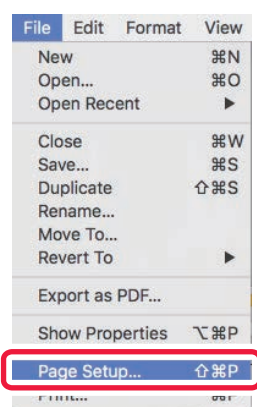 File Edit Format View
New ⌘N
Open... ⌘O
Open Recent ▶
Close ⌘W
Save... ⌘S
Duplicate ⇧⌘S
Rename...
Move To...
Revert To ▶
Export as PDF...
Show Properties ⌥⌘P
Page Setup... ⇧⌘P